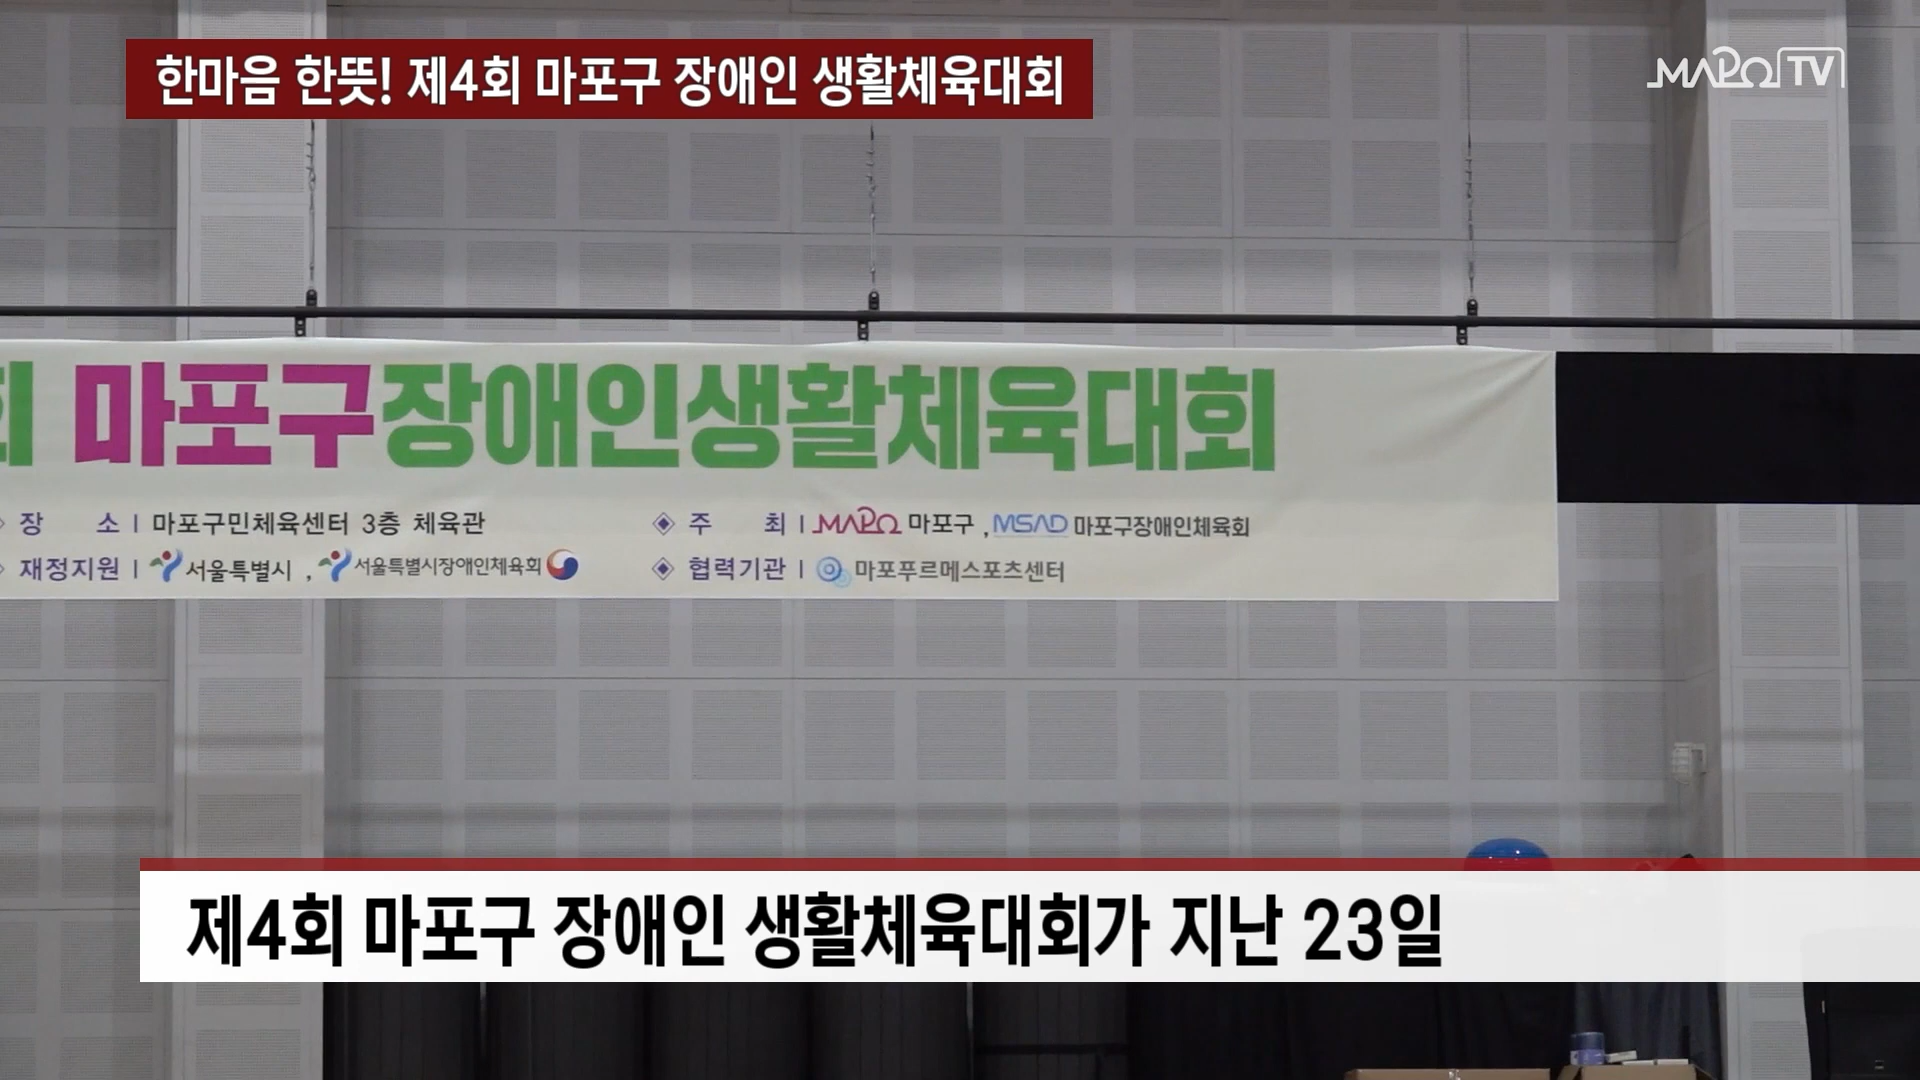 한마음 한뜻! 제4회 마포구 장애인 생활체육대회
MAPO TV
회 마포구장애인생활체육대회
장 소 | 마포구민체육센터 3층 체육관
주 최 | MAPO 마포구 , MSAD 마포구장애인체육회
재정지원 | 서울특별시 , 서울특별시장애인체육회
협력기관 | 마포푸르메스포츠센터
제4회 마포구 장애인 생활체육대회가 지난 23일